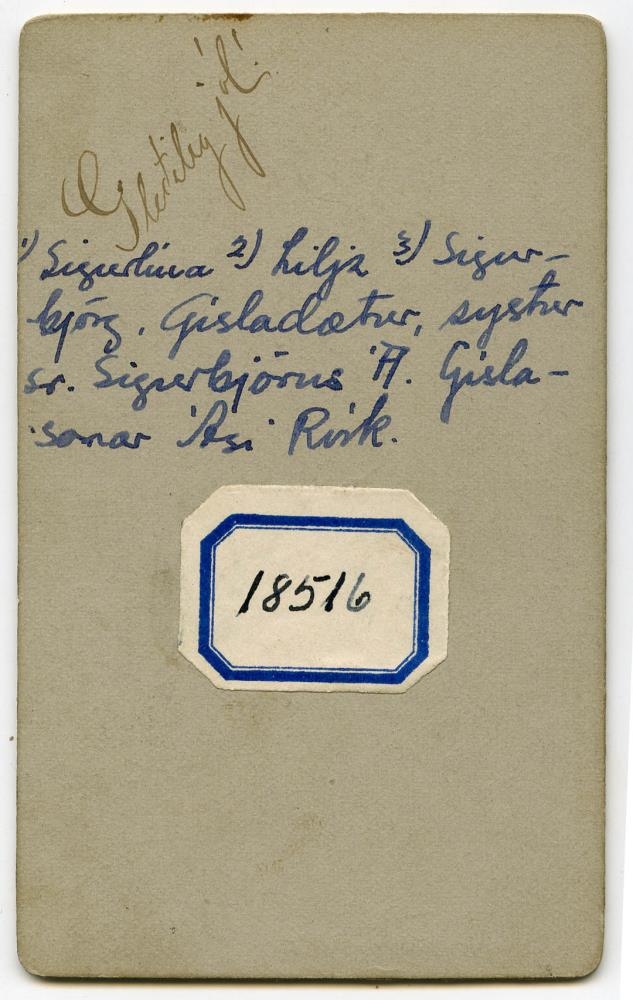 Gleðileg jól!
1) Sigurlína 2) Lilja 3) Sigur-
björg, Gísladætur, systur
sr. Sigurbjörns Á. Gísla-
sonar Ási Rvík.
18516